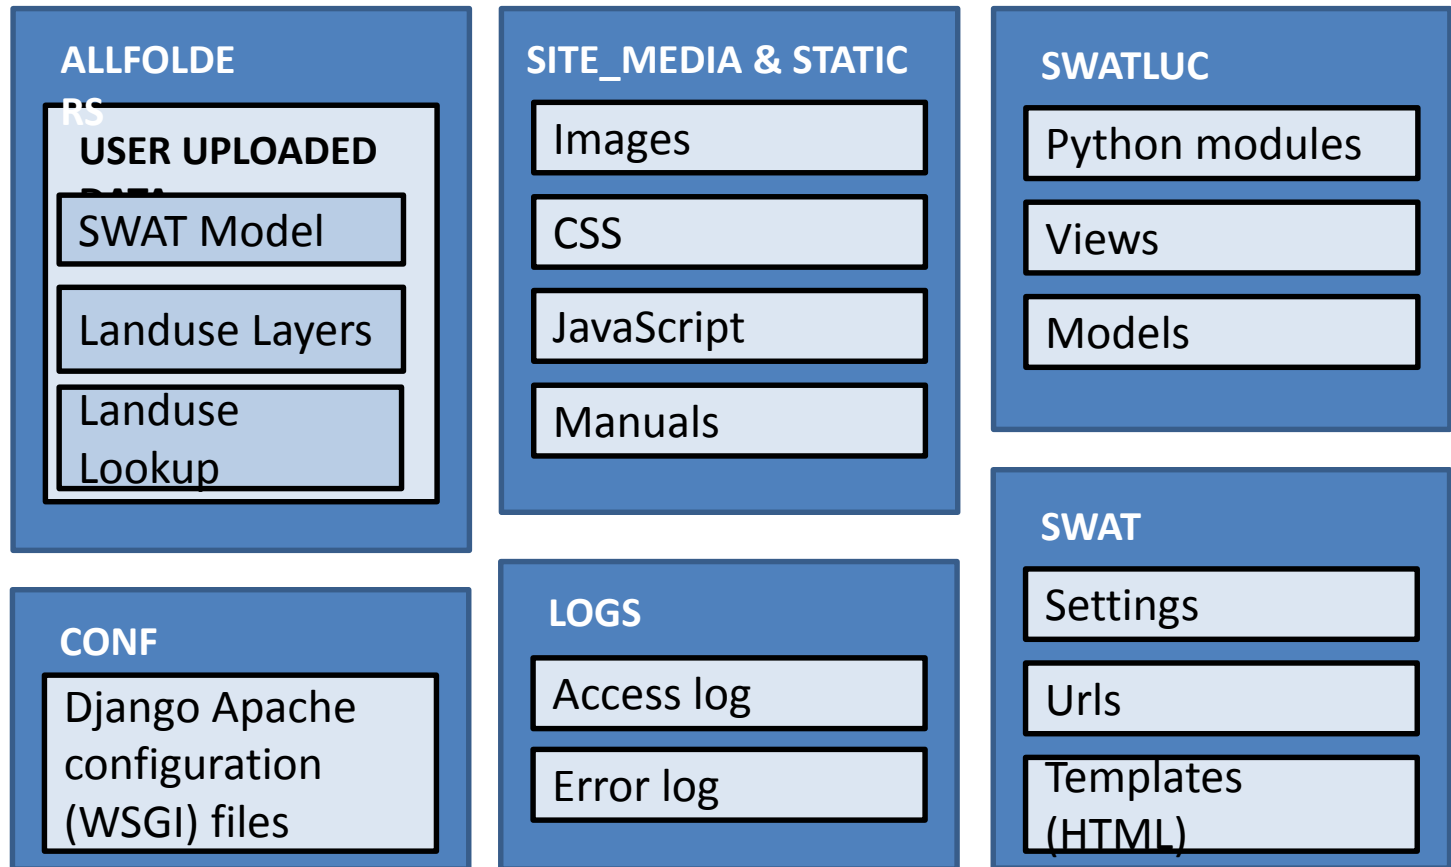 ALLFOLDE
RS
USER UPLOADED
DATA
SWAT Model
Landuse Layers
Landuse
Lookup
SITE_MEDIA & STATIC
Images
CSS
JavaScript
Manuals
SWATLUC
Python modules
Views
Models
CONF
Django Apache
configuration
(WSGI) files
LOGS
Access log
Error log
SWAT
Settings
Urls
Templates
(HTML)